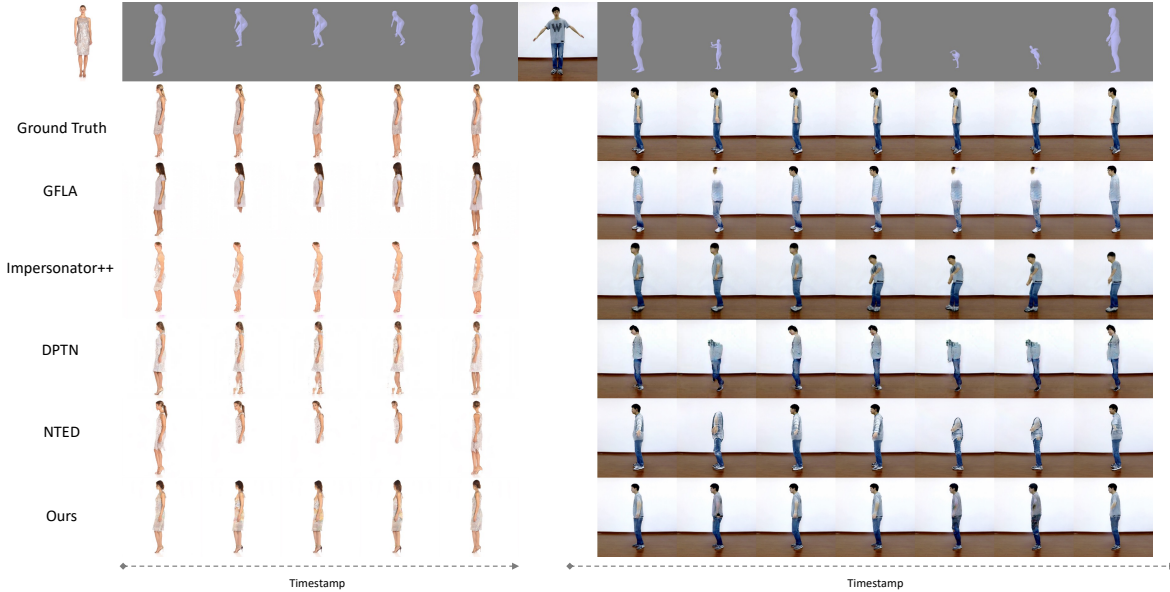 W
Ground Truth
GFLA
Impersonator++
DPTN
NTED
Ours
Timestamp
Timestamp